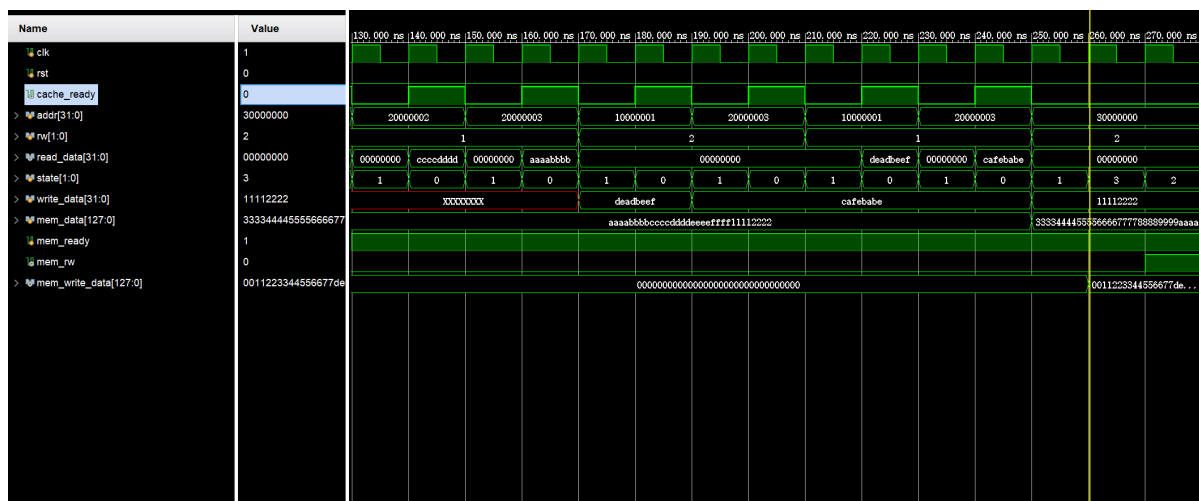 Name Value
130.000 ns 140.000 ns 150.000 ns 160.000 ns 170.000 ns 180.000 ns 190.000 ns 200.000 ns 210.000 ns 220.000 ns 230.000 ns 240.000 ns 250.000 ns 260.000 ns 270.000 ns
clk 1
rst 0
cache_ready 0
addr[31:0] 30000000 20000002 20000003 10000001 20000003 10000001 20000003 30000000
rw[1:0] 2 1 2 1 2
read_data[31:0] 00000000 00000000 ccccdddd 00000000 aaaabbbb 00000000 deadbeef 00000000 cafebabe 00000000
state[1:0] 3 1 0 1 0 1 0 1 0 1 0 1 0 1 3 2
write_data[31:0] 11112222 XXXXXXXX deadbeef cafebabe 11112222
mem_data[127:0] 333344445555666677 aaaabbbbccccddddeeeeffff11112222 3333444455556666777788889999aaaa
mem_ready 1
mem_rw 0
mem_write_data[127:0] 0011223344556677de 00000000000000000000000000000000 0011223344556677de...